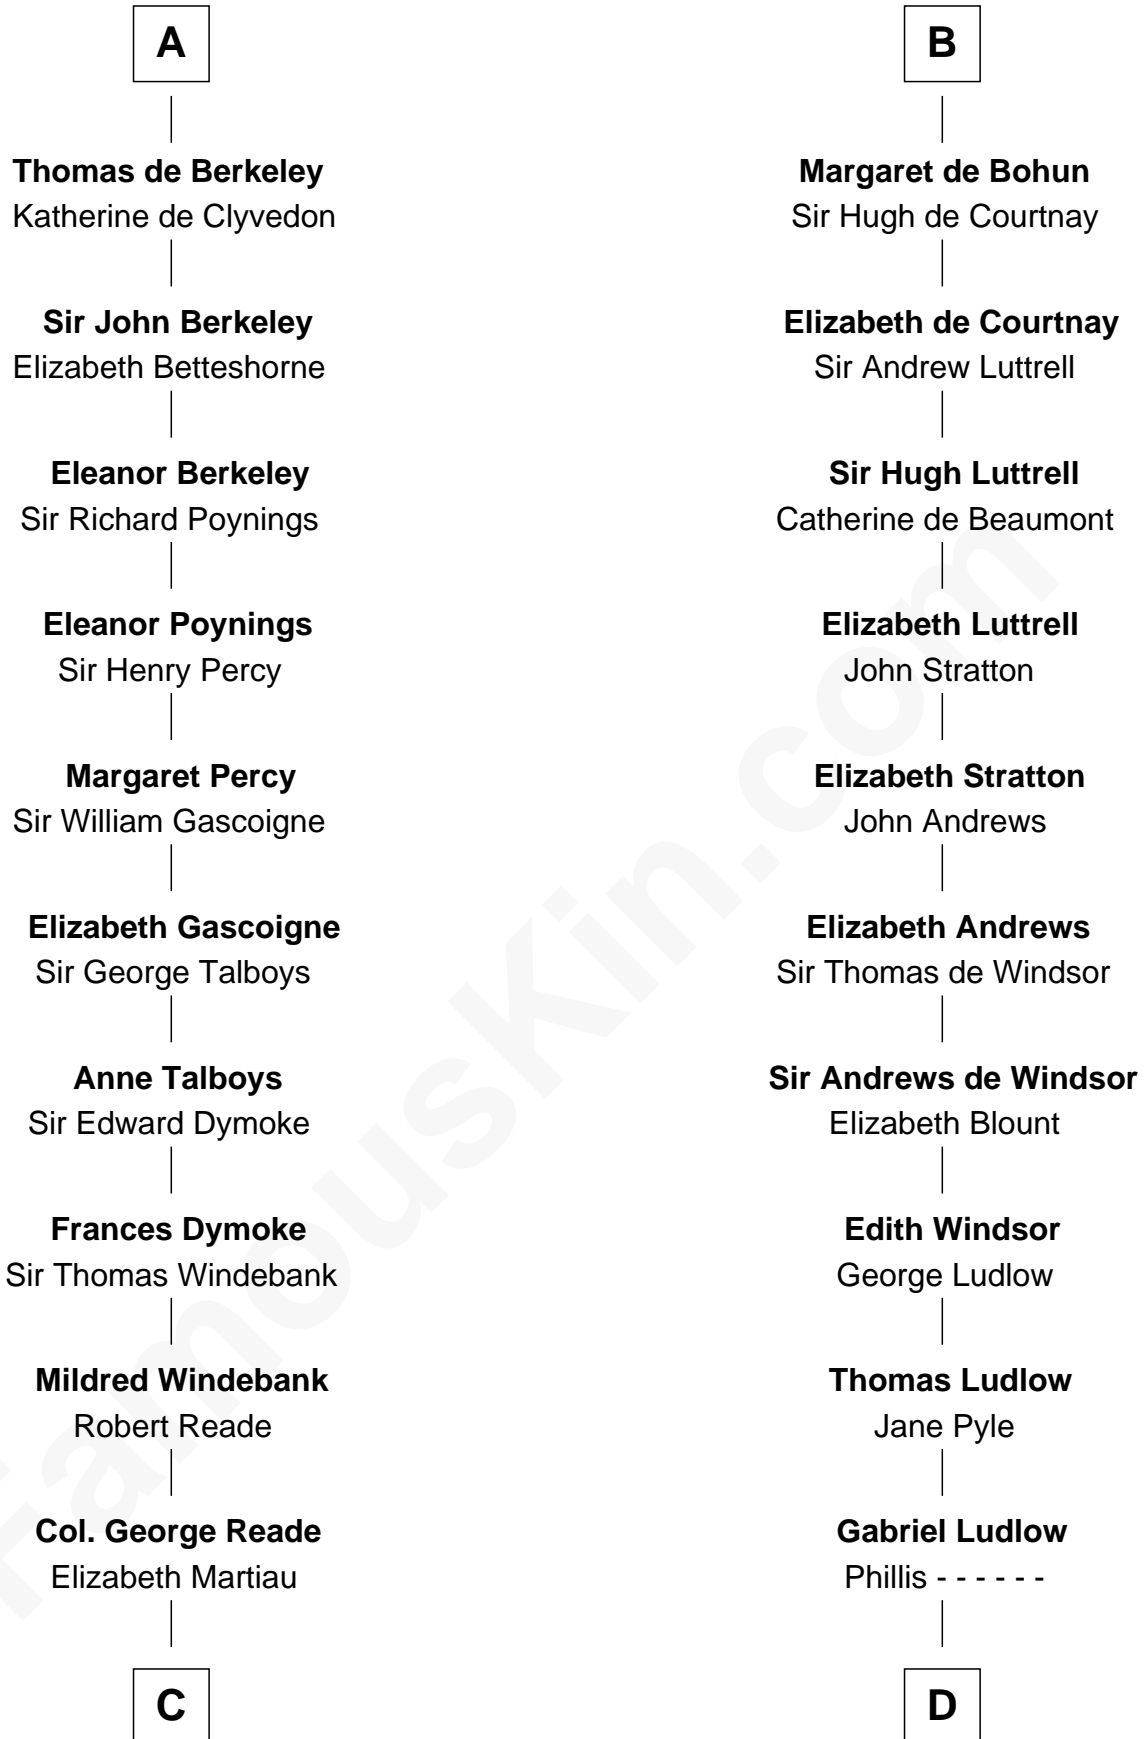 A
Thomas de Berkeley
Katherine de Clyvedon
Sir John Berkeley
Elizabeth Betteshorne
Eleanor Berkeley
Sir Richard Poynings
Eleanor Poynings
Sir Henry Percy
Margaret Percy
Sir William Gascoigne
Elizabeth Gascoigne
Sir George Talboys
Anne Talboys
Sir Edward Dymoke
Frances Dymoke
Sir Thomas Windebank
Mildred Windebank
Robert Reade
Col. George Reade
Elizabeth Martiau
C
B
Margaret de Bohun
Sir Hugh de Courtnay
Elizabeth de Courtnay
Sir Andrew Luttrell
Sir Hugh Luttrell
Catherine de Beaumont
Elizabeth Luttrell
John Stratton
Elizabeth Stratton
John Andrews
Elizabeth Andrews
Sir Thomas de Windsor
Sir Andrews de Windsor
Elizabeth Blount
Edith Windsor
George Ludlow
Thomas Ludlow
Jane Pyle
Gabriel Ludlow
Phillis - - - - - -
D
FamousKin.com